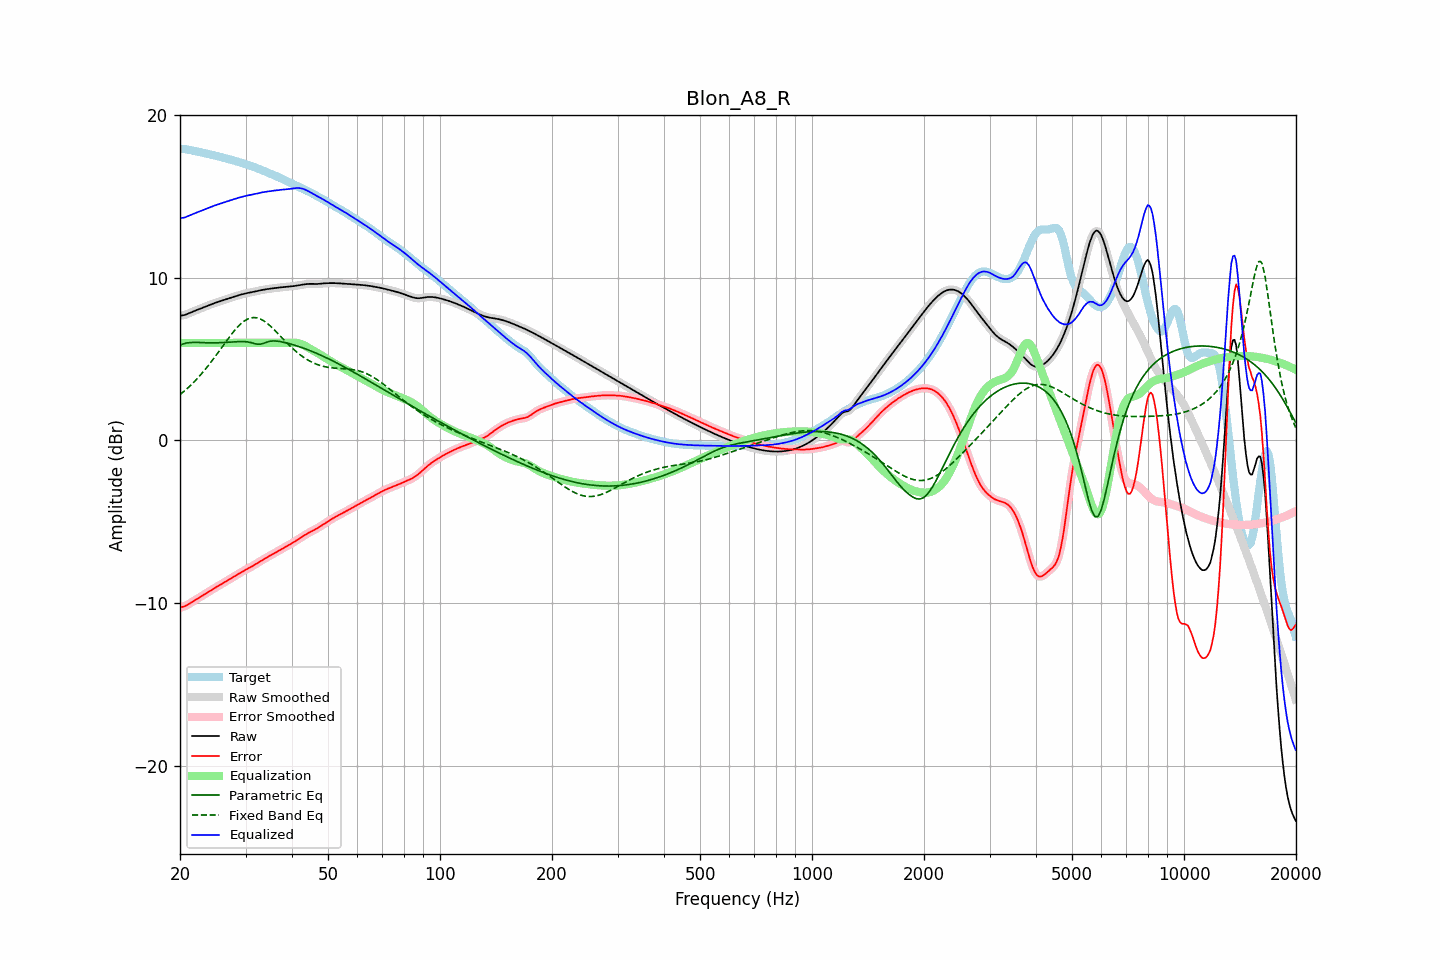 Blon_A8_R
20
10
0
−10
−20
Amplitude (dBr)
Target
Raw Smoothed
Error Smoothed
Raw
Error
Equalization
Parametric Eq
Fixed Band Eq
Equalized
20 50 100 200 500 1000 2000 5000 10000 20000
Frequency (Hz)